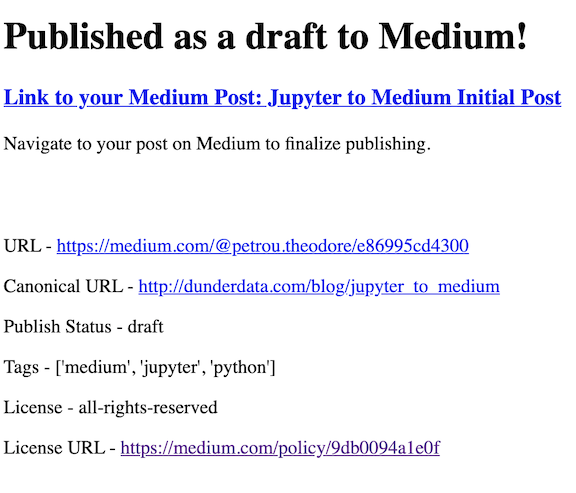 Published as a draft to Medium!
Link to your Medium Post: Jupyter to Medium Initial Post
Navigate to your post on Medium to finalize publishing.
URL - https://medium.com/@petrou.theodore/e86995cd4300
Canonical URL - http://dunderdata.com/blog/jupyter_to_medium
Publish Status - draft
Tags - ['medium', 'jupyter', 'python']
License - all-rights-reserved
License URL - https://medium.com/policy/9db0094a1e0f